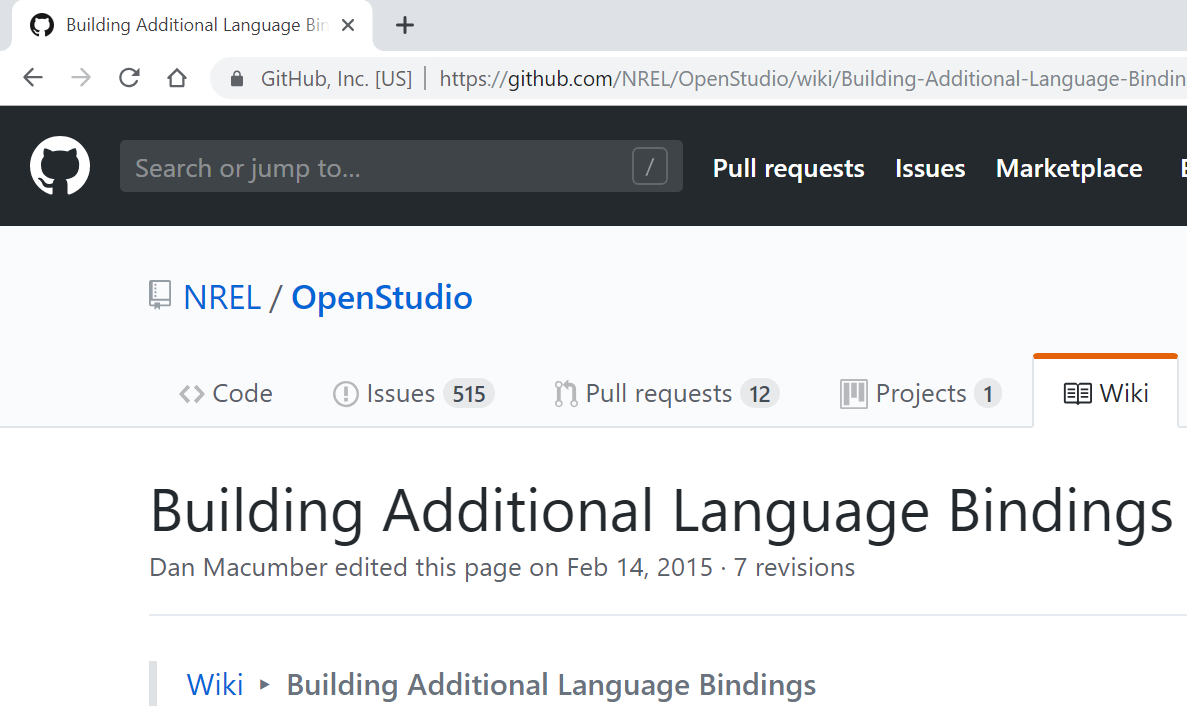 Building Additional Language Bin
GitHub, Inc. [US] https://github.com/NREL/OpenStudio/wiki/Building-Additional-Language-Bindin
Search or jump to... / Pull requests Issues Marketplace E
NREL / OpenStudio
Code Issues 515 Pull requests 12 Projects 1 Wiki
Building Additional Language Bindings
Dan Macumber edited this page on Feb 14, 2015 · 7 revisions
Wiki ▸ Building Additional Language Bindings